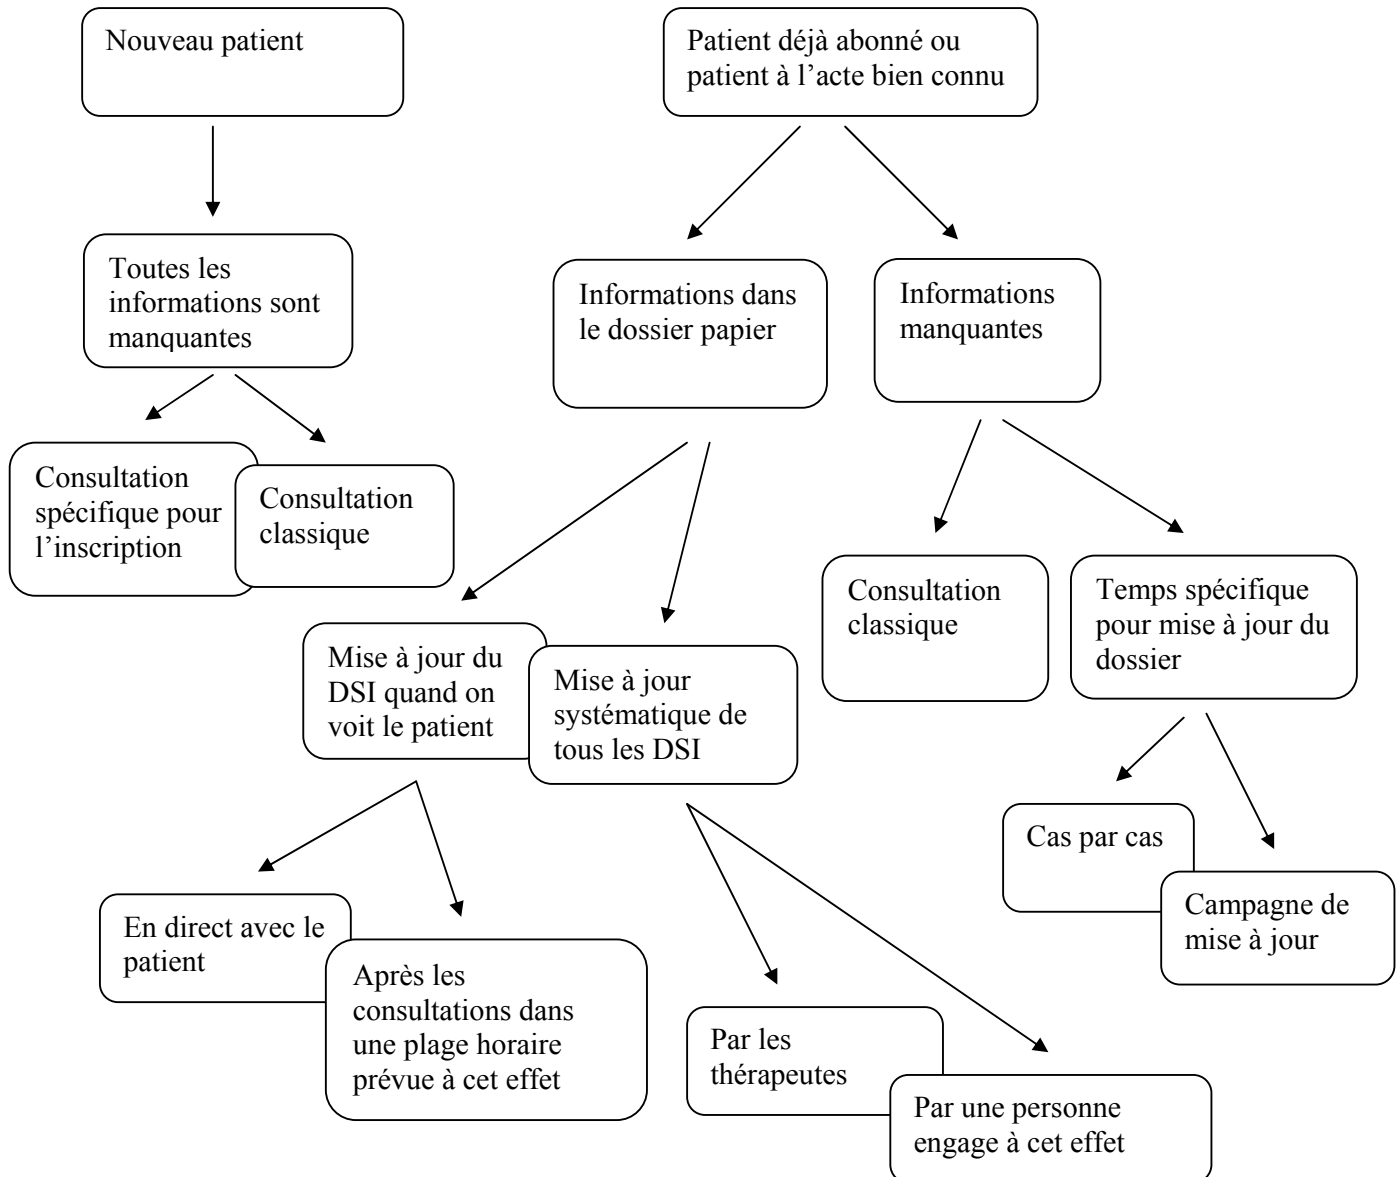 Nouveau patient
Patient déjà abonné ou
patient à l’acte bien connu
Toutes les
informations sont
manquantes
Informations dans
le dossier papier
Informations
manquantes
Consultation
spécifique pour
l’inscription
Consultation
classique
Consultation
classique
Temps spécifique
pour mise à jour du
dossier
Mise à jour du
DSI quand on
voit le patient
Mise à jour
systématique de
tous les DSI
Cas par cas
Campagne de
mise à jour
En direct avec le
patient
Après les
consultations dans
une plage horaire
prévue à cet effet
Par les
thérapeutes
Par une personne
engage à cet effet